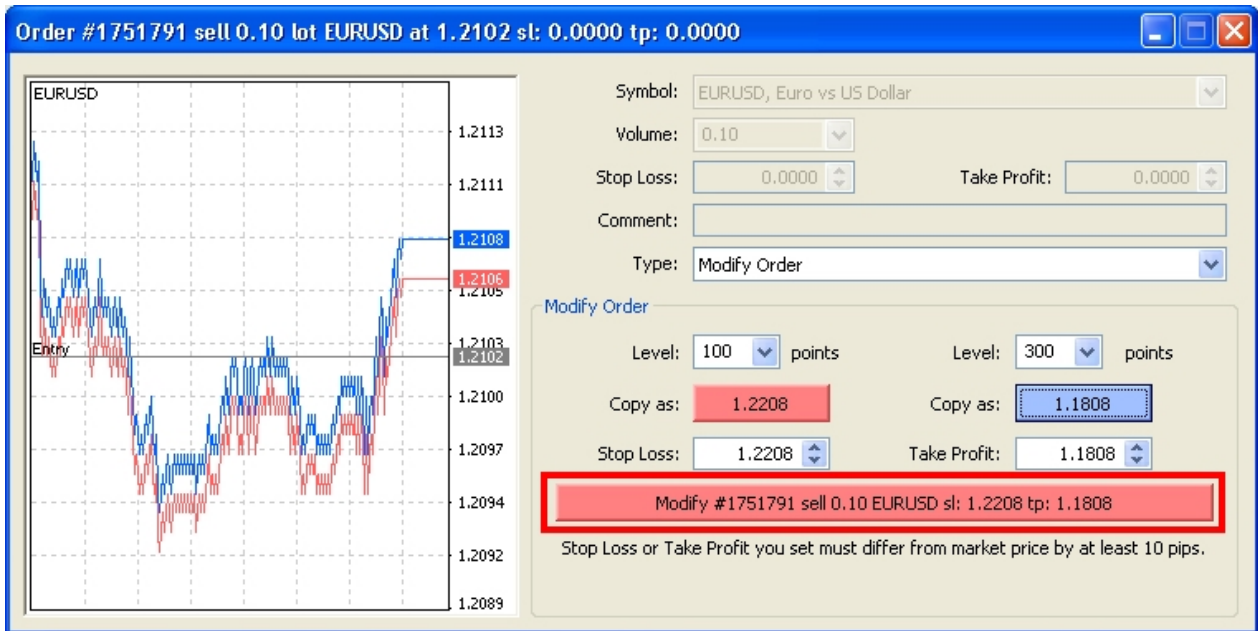 Order #1751791 sell 0.10 lot EURUSD at 1.2102 sl: 0.0000 tp: 0.0000
EURUSD
1.2113
1.2111
1.2108
1.2106
1.2105
1.2103
Entry
1.2102
1.2100
1.2097
1.2094
1.2092
1.2089
Symbol: EURUSD, Euro vs US Dollar
Volume: 0.10
Stop Loss: 0.0000 Take Profit: 0.0000
Comment:
Type: Modify Order
Modify Order
Level: 100 points Level: 300 points
Copy as: 1.2208 Copy as: 1.1808
Stop Loss: 1.2208 Take Profit: 1.1808
Modify #1751791 sell 0.10 EURUSD sl: 1.2208 tp: 1.1808
Stop Loss or Take Profit you set must differ from market price by at least 10 pips.